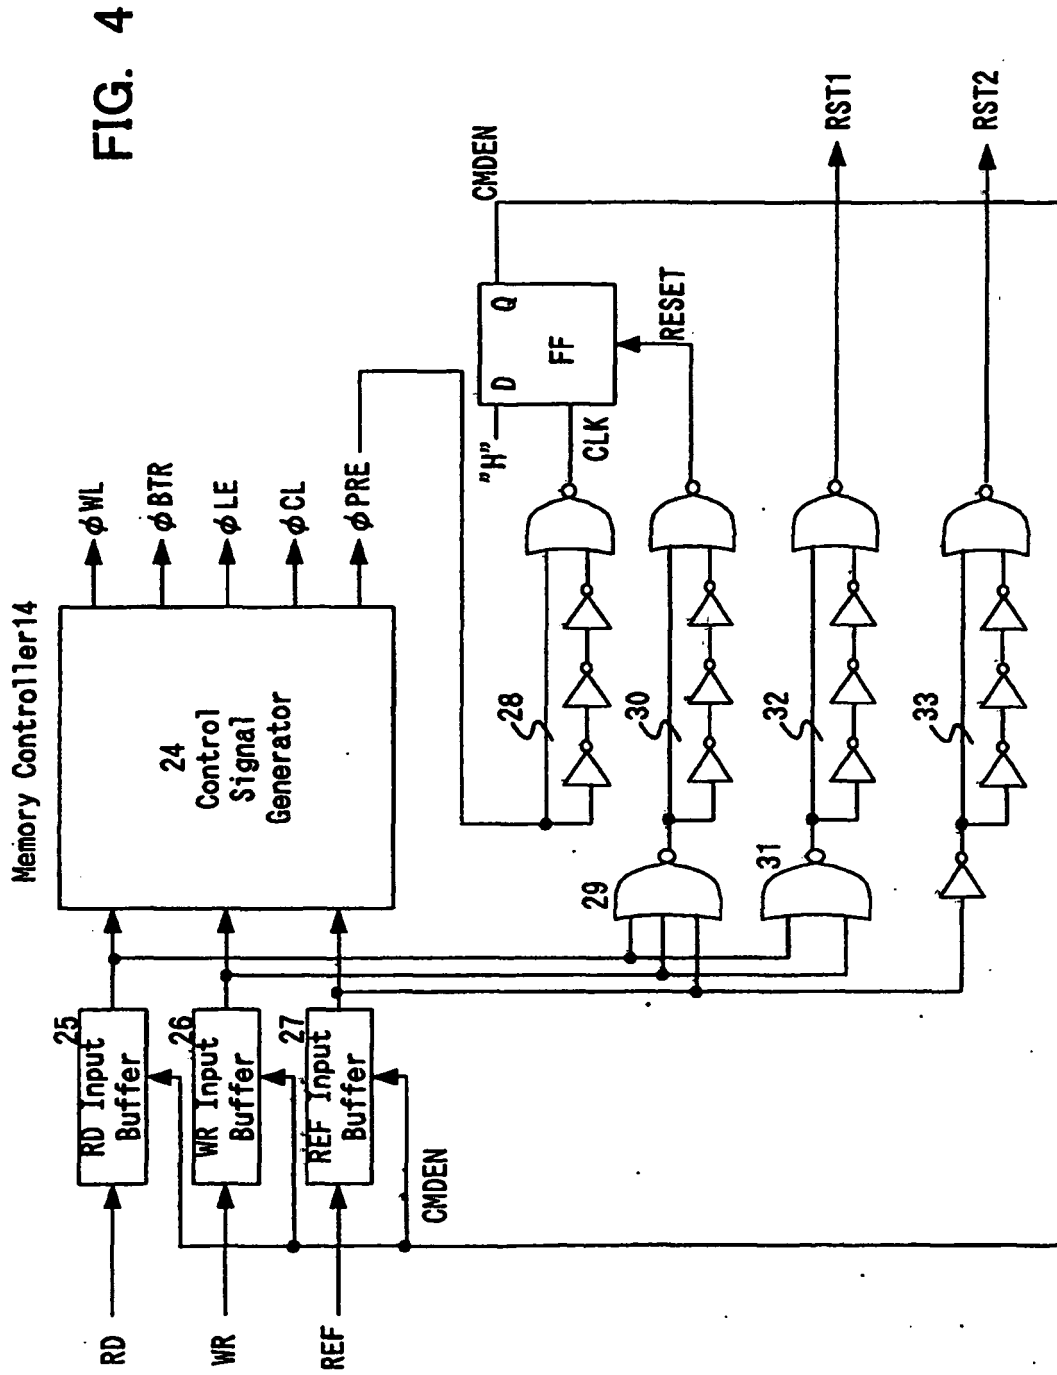 FIG. 4
Memory Controller14
24
Control
Signal
Generator
φWL
φBTR
φLE
φCL
φPRE
RD
WR
REF
25
RD Input
Buffer
26
WR Input
Buffer
27
REF Input
Buffer
CMDEN
28
29
30
31
32
33
"H"
D
Q
FF
CLK
RESET
CMDEN
RST1
RST2